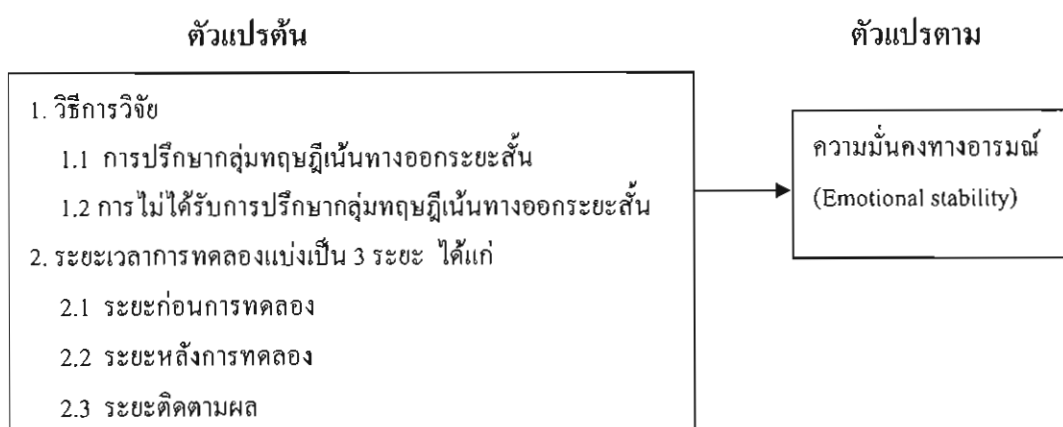 ตัวแปรต้น
ตัวแปรตาม
1. วิธีการวิจัย
1.1 การปรึกษากลุ่มทฤษฎีเน้นทางออกระยะสั้น
1.2 การไม่ได้รับการปรึกษากลุ่มทฤษฎีเน้นทางออกระยะสั้น
2. ระยะเวลาการทดลองแบ่งเป็น 3 ระยะ ได้แก่
2.1 ระยะก่อนการทดลอง
2.2 ระยะหลังการทดลอง
2.3 ระยะติดตามผล
ความมั่นคงทางอารมณ์
(Emotional stability)